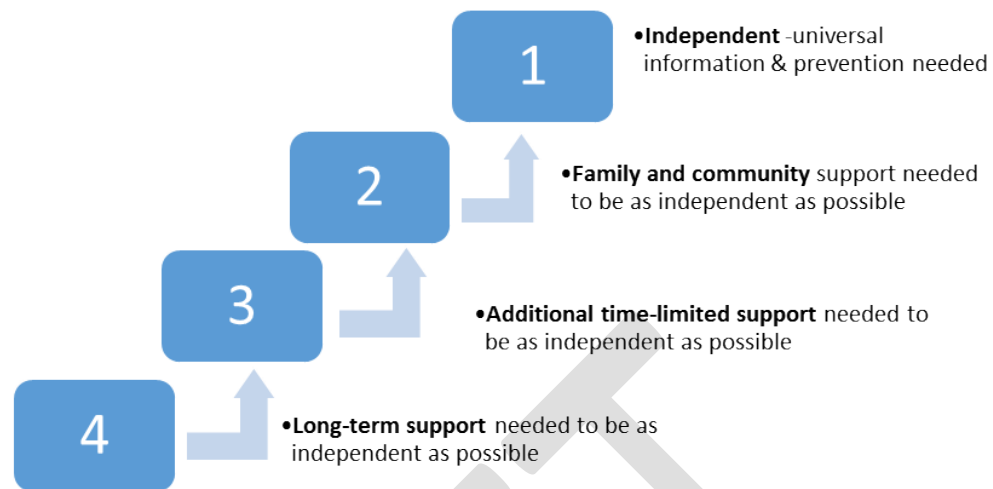 1
•Independent -universal
information & prevention needed
2
•Family and community support needed
to be as independent as possible
3
•Additional time-limited support needed to
be as independent as possible
4
•Long-term support needed to be as
independent as possible